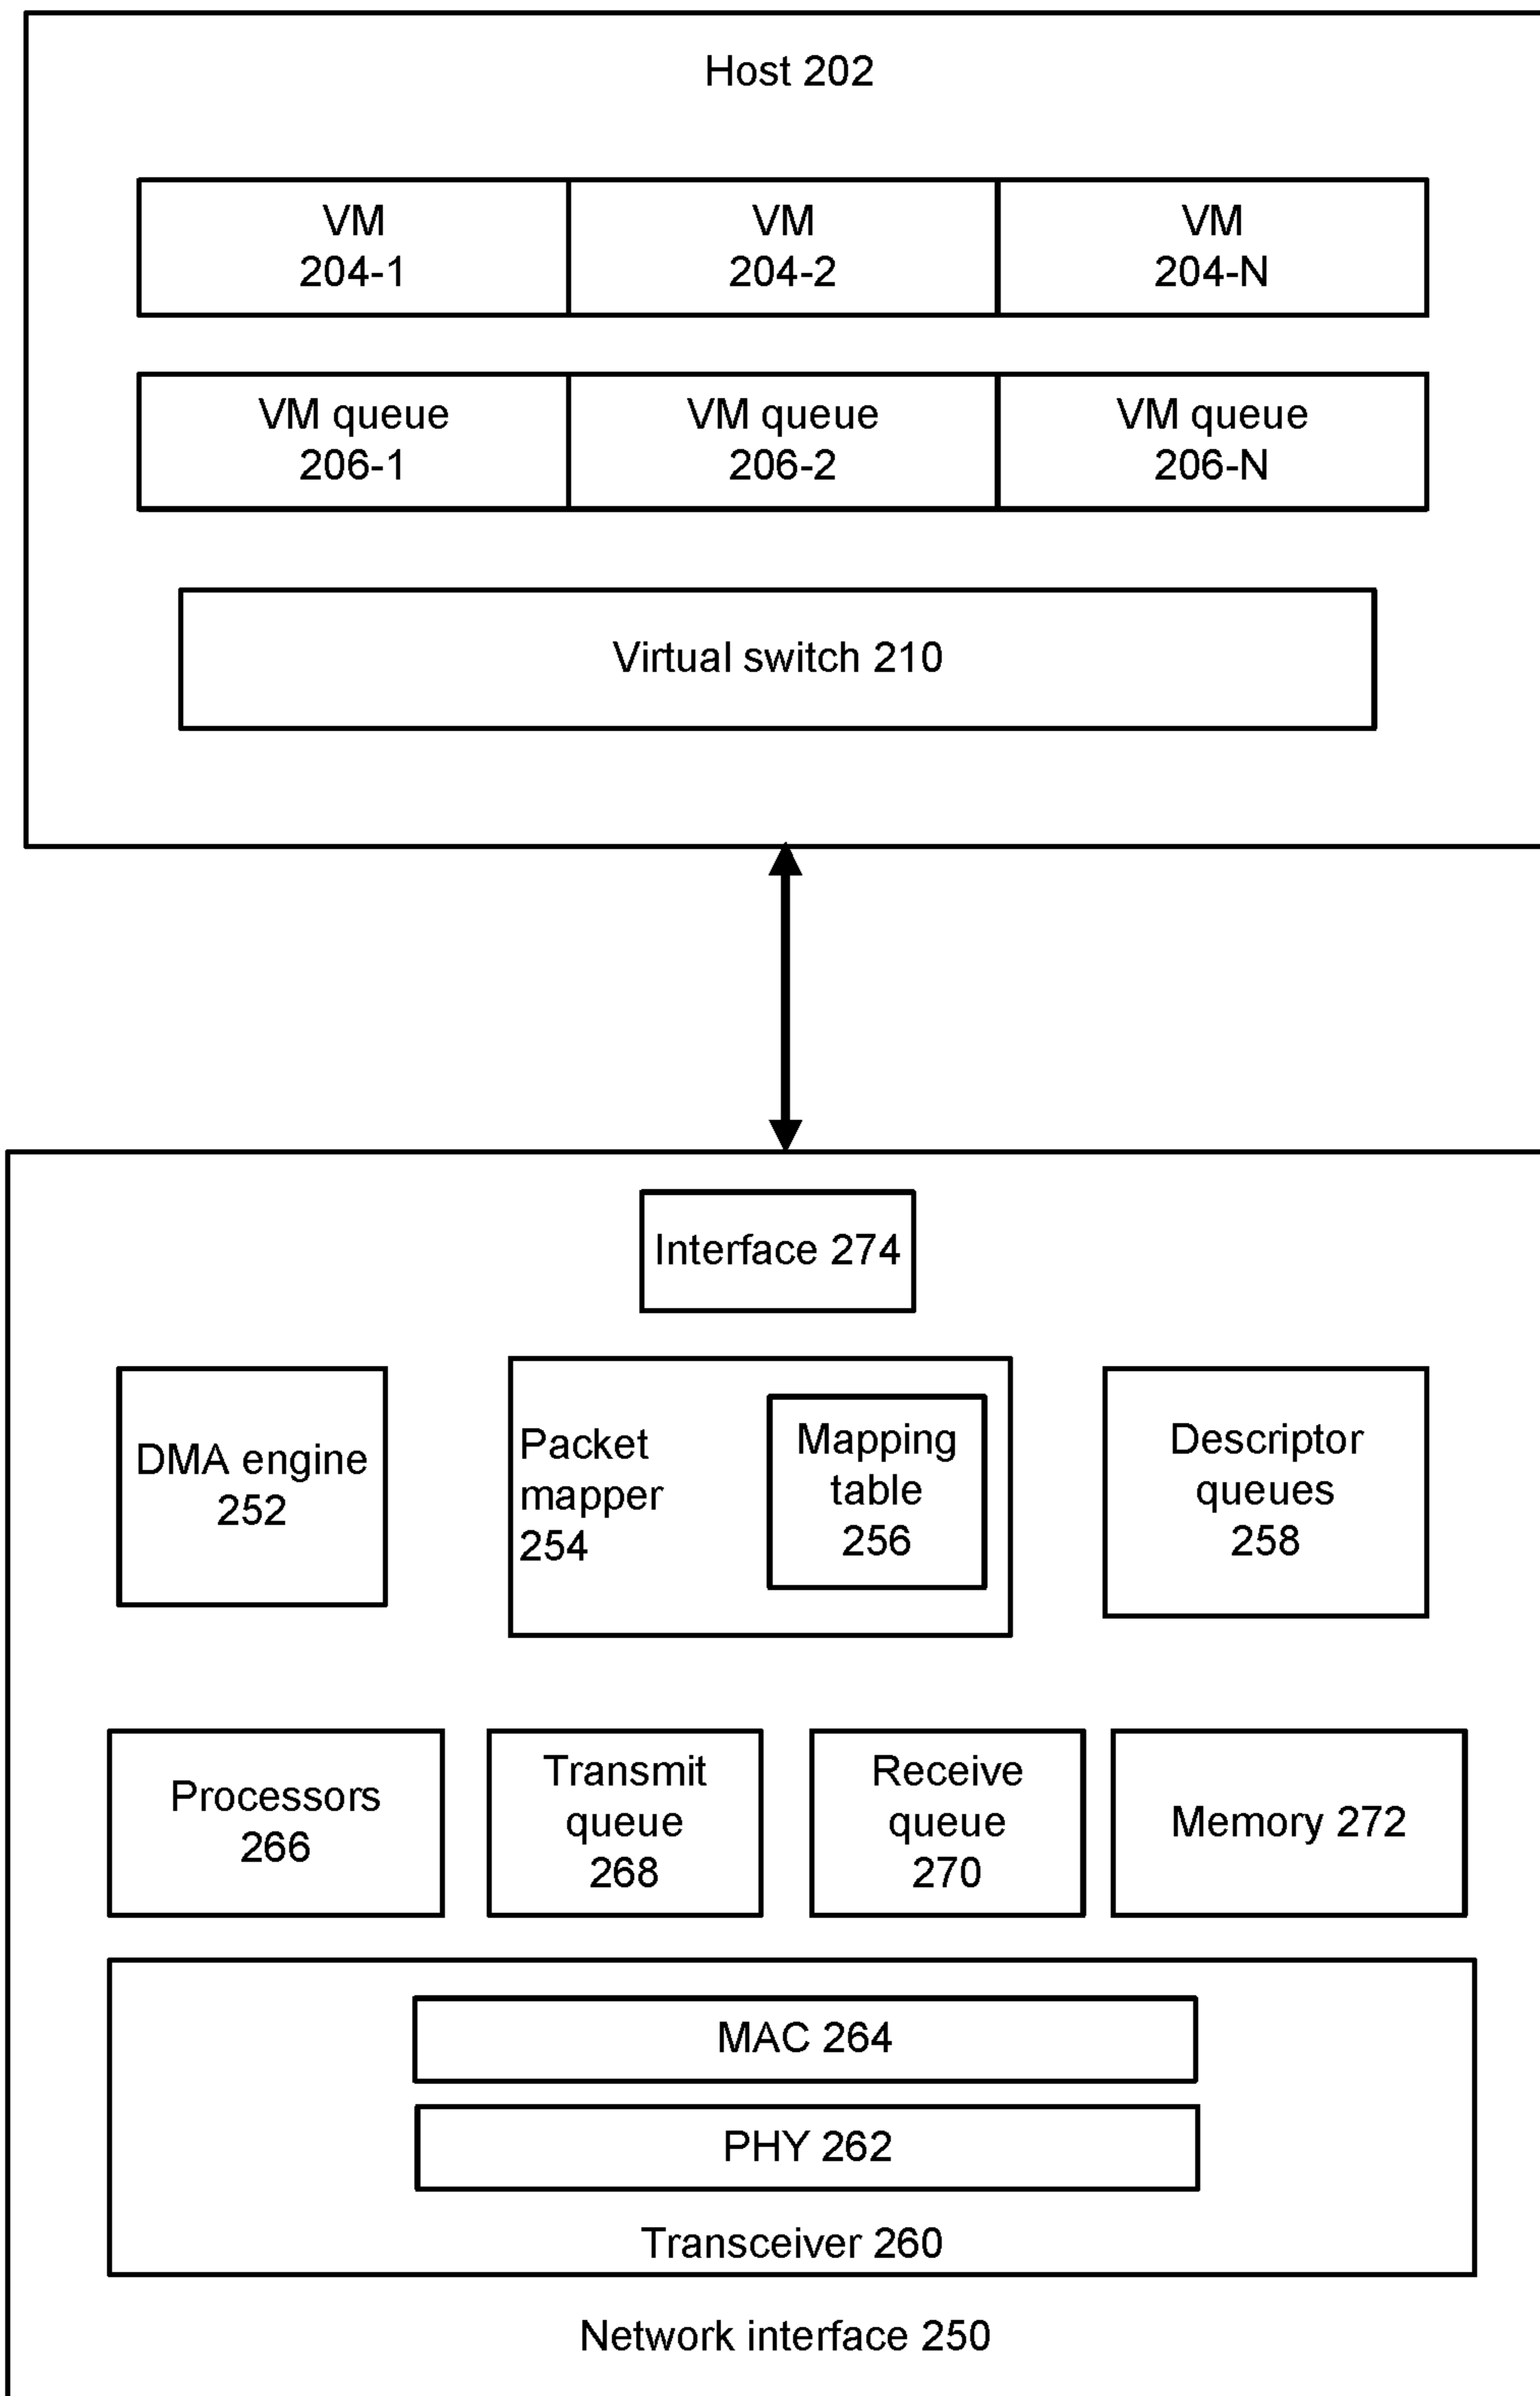 Host 202
VM
204-1
VM
204-2
VM
204-N
VM queue
206-1
VM queue
206-2
VM queue
206-N
Virtual switch 210
Interface 274
DMA engine
252
Packet
mapper
254
Mapping
table
256
Descriptor
queues
258
Processors
266
Transmit
queue
268
Receive
queue
270
Memory 272
MAC 264
PHY 262
Transceiver 260
Network interface 250